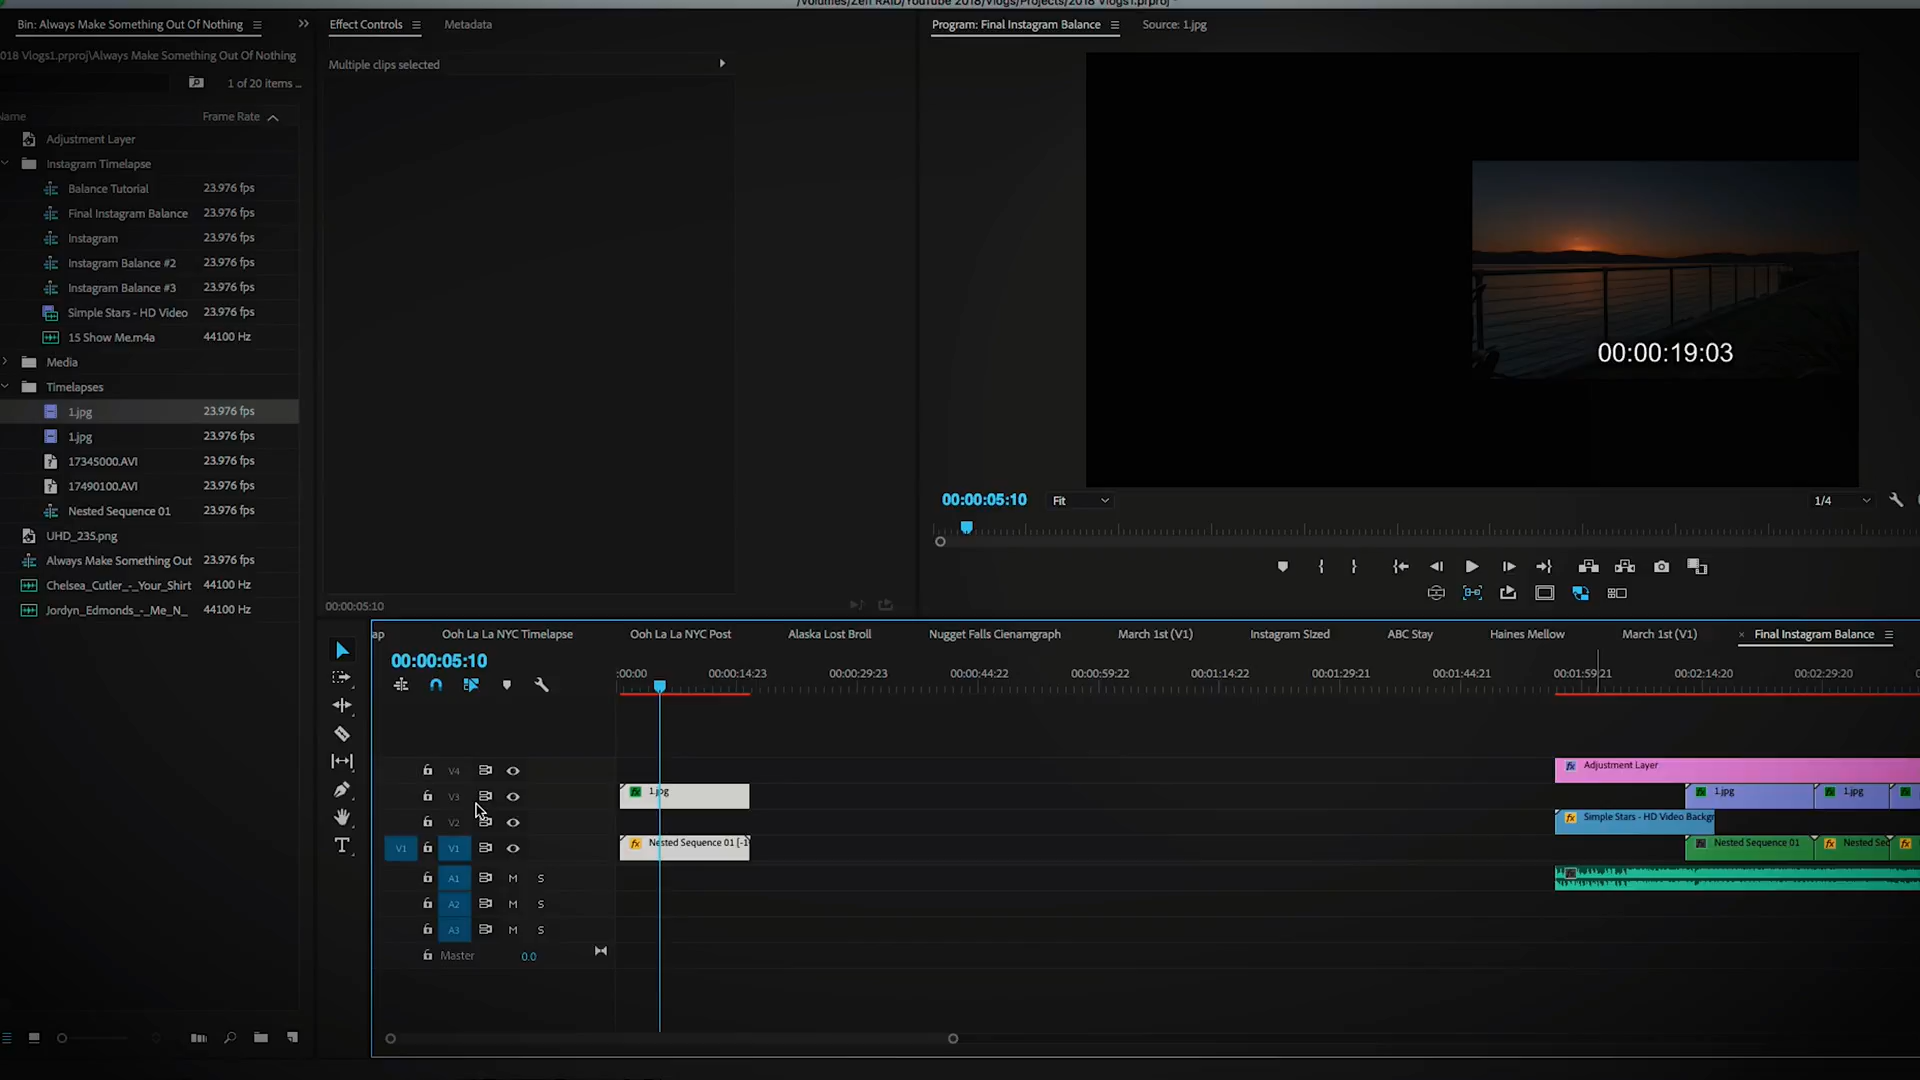 /Volumes/Zeff RAID/YouTube 2018/Vlogs/Projects/2018 Vlogs1.prproj *
Bin: Always Make Something Out Of Nothing
Effect Controls
Metadata
Program: Final Instagram Balance
Source: 1.jpg
018 Vlogs1.prproj\Always Make Something Out Of Nothing
Multiple clips selected
1 of 20 items ...
Name
Frame Rate
Adjustment Layer
Instagram Timelapse
Balance Tutorial
23.976 fps
Final Instagram Balance
23.976 fps
Instagram
23.976 fps
Instagram Balance #2
23.976 fps
Instagram Balance #3
23.976 fps
Simple Stars - HD Video
23.976 fps
15 Show Me.m4a
44100 Hz
Media
Timelapses
1.jpg
23.976 fps
1.jpg
23.976 fps
17345000.AVI
23.976 fps
17490100.AVI
23.976 fps
Nested Sequence 01
23.976 fps
UHD_235.png
Always Make Something Out
23.976 fps
Chelsea_Cutler_-_Your_Shirt
44100 Hz
Jordyn_Edmonds_-_Me_N_
44100 Hz
00:00:19:03
00:00:05:10
Fit
1/4
00:00:05:10
ap
Ooh La La NYC Timelapse
Ooh La La NYC Post
Alaska Lost Broll
Nugget Falls Cienamgraph
March 1st (V1)
Instagram Sized
ABC Stay
Haines Mellow
March 1st (V1)
× Final Instagram Balance
00:00:05:10
:00:00
00:00:14:23
00:00:29:23
00:00:44:22
00:00:59:22
00:01:14:22
00:01:29:21
00:01:44:21
00:01:59:21
00:02:14:20
00:02:29:20
V4
Adjustment Layer
V3
1.jpg
1.jpg
1.jpg
V2
Simple Stars - HD Video Backgr
V1
V1
Nested Sequence 01 [-1
Nested Sequence 01
Nested Sec
A1
M
S
A2
M
S
A3
M
S
Master
0.0